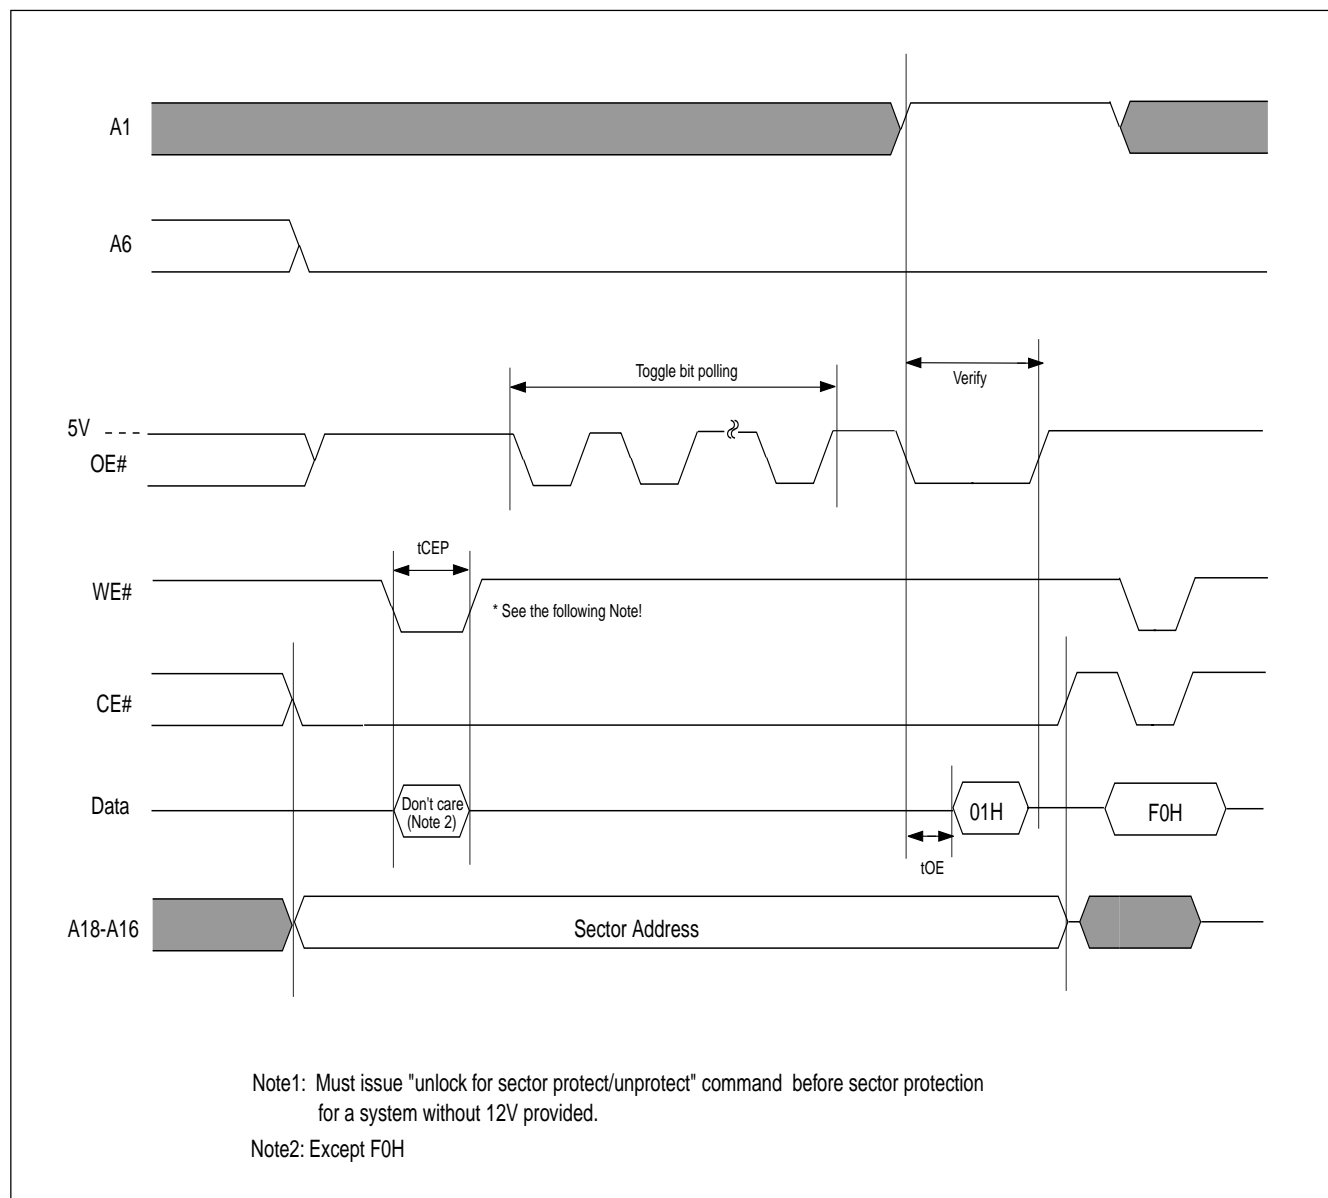 A1
A6
Toggle bit polling
Verify
5V
OE#
tCEP
WE#
* See the following Note!
CE#
Data
Don't care
(Note 2)
01H
F0H
tOE
A18-A16
Sector Address
Note1: Must issue "unlock for sector protect/unprotect" command before sector protection
for a system without 12V provided.
Note2: Except F0H